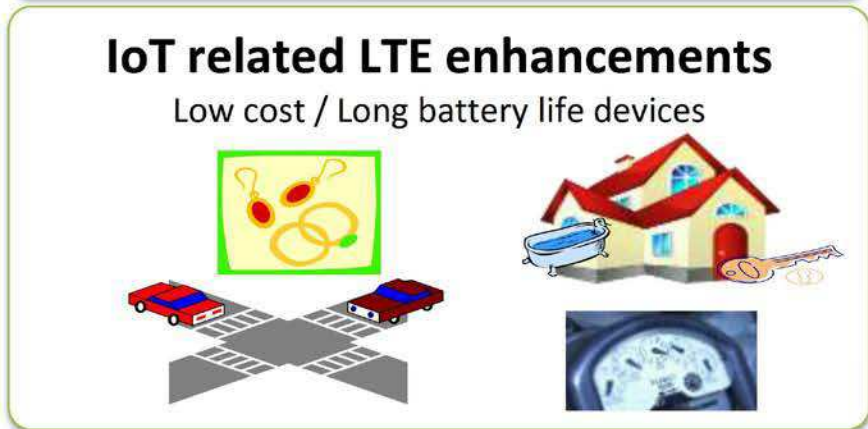 IoT related LTE enhancements
Low cost / Long battery life devices